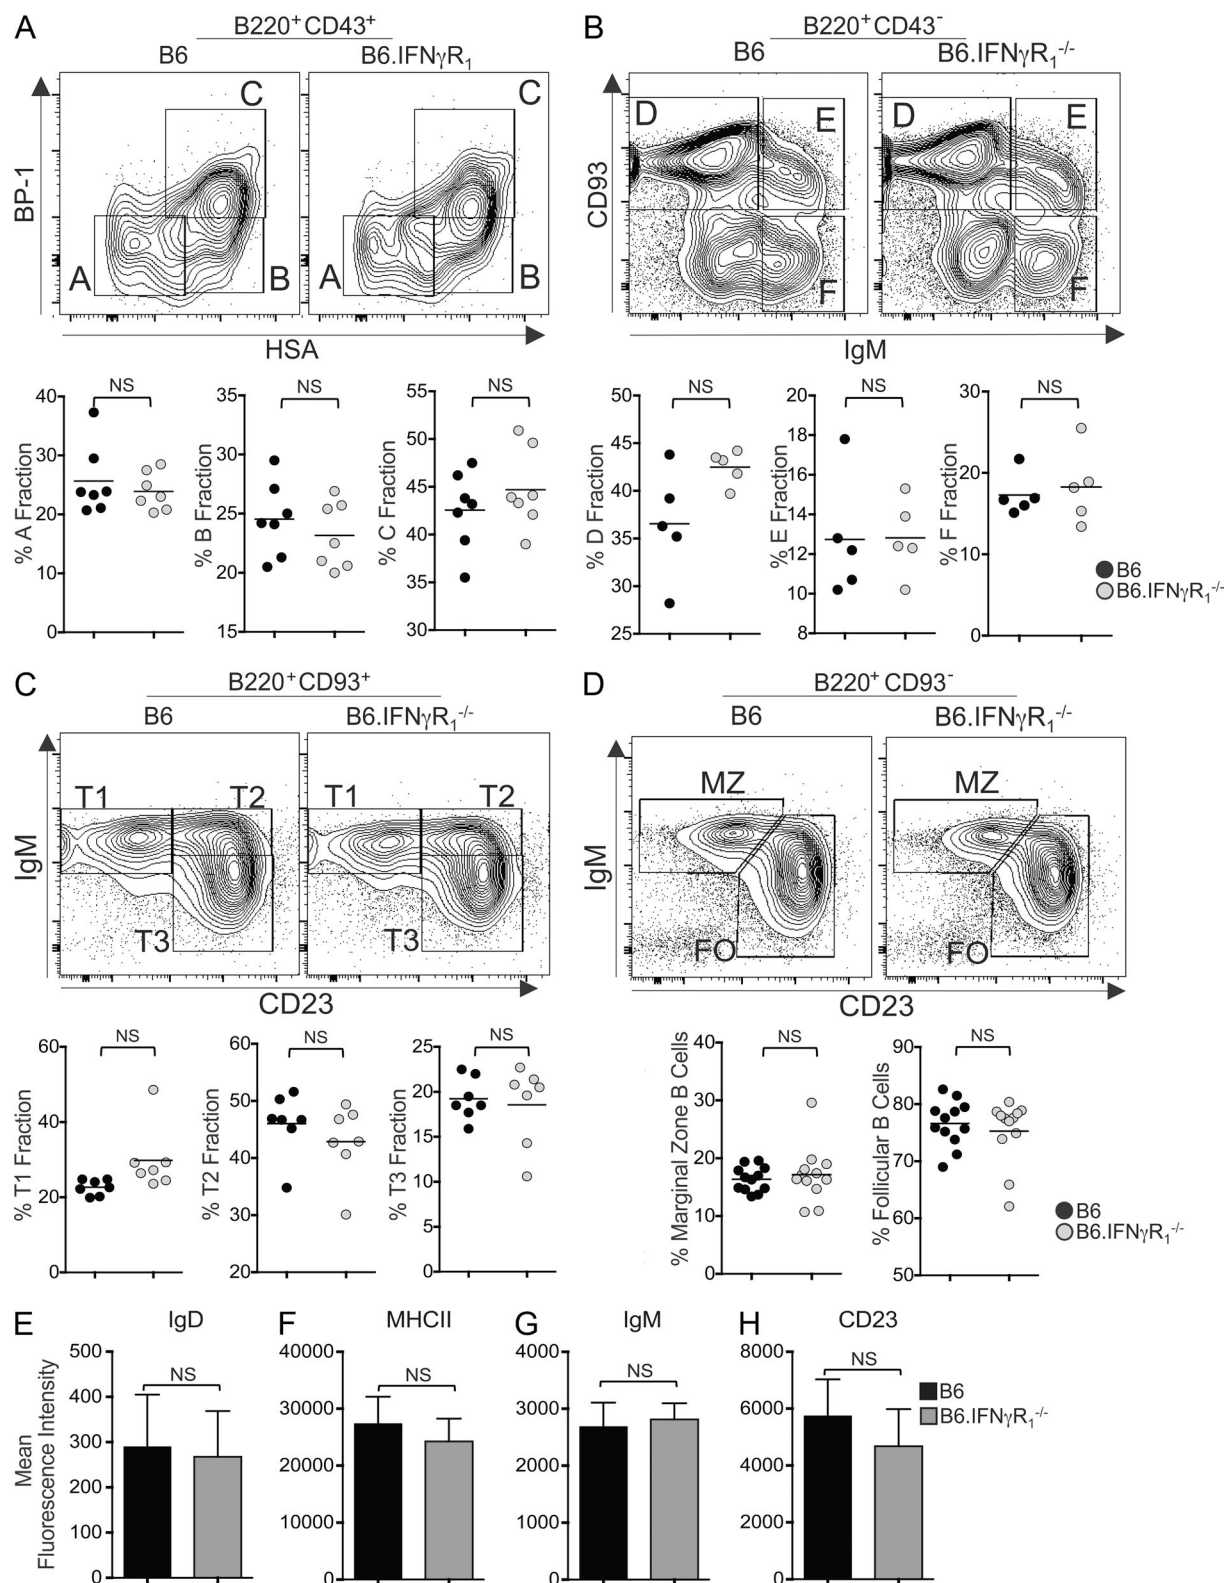 A
B220+CD43+
B6
B6.IFNγR1
C
C
A
B
A
B
BP-1
HSA
B
B220+CD43-
B6
B6.IFNγR1-/-
D
E
D
E
F
F
CD93
IgM
NS
40
30
20
10
0
% A Fraction
NS
35
30
25
20
15
% B Fraction
NS
55
50
45
40
35
30
% C Fraction
NS
50
45
40
35
30
25
% D Fraction
NS
20
18
16
14
12
10
8
% E Fraction
NS
30
20
10
0
% F Fraction
B6
B6.IFNγR1-/-
C
B220+CD93+
B6
B6.IFNγR1-/-
T1
T2
T1
T2
T3
T3
IgM
CD23
D
B220+CD93-
B6
B6.IFNγR1-/-
MZ
MZ
FO
FO
IgM
CD23
NS
60
40
20
0
% T1 Fraction
NS
60
50
40
30
20
% T2 Fraction
NS
25
20
15
10
5
0
% T3 Fraction
NS
40
30
20
10
0
% Marginal Zone B Cells
NS
90
80
70
60
50
% Follicular B Cells
B6
B6.IFNγR1-/-
E
IgD
NS
500
400
300
200
100
0
Mean
Fluorescence Intensity
F
MHCII
NS
40000
30000
20000
10000
0
G
IgM
NS
4000
3000
2000
1000
0
H
CD23
NS
8000
6000
4000
2000
0
B6
B6.IFNγR1-/-